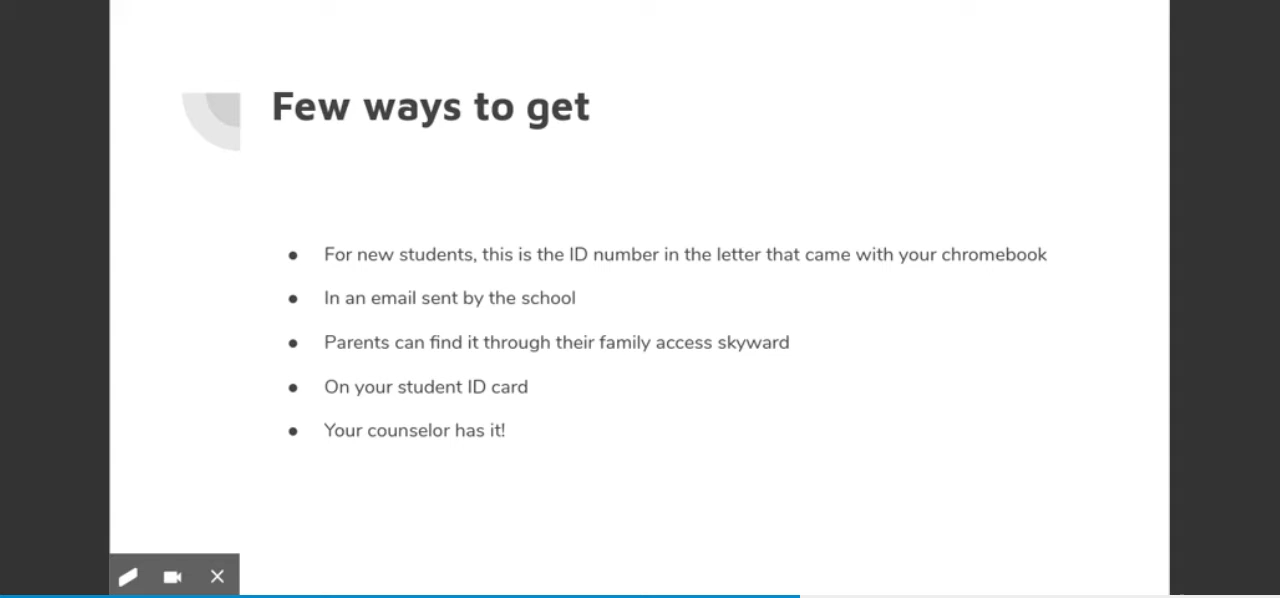 Few ways to get
● For new students, this is the ID number in the letter that came with your chromebook
● In an email sent by the school
● Parents can find it through their family access skyward
● On your student ID card
● Your counselor has it!